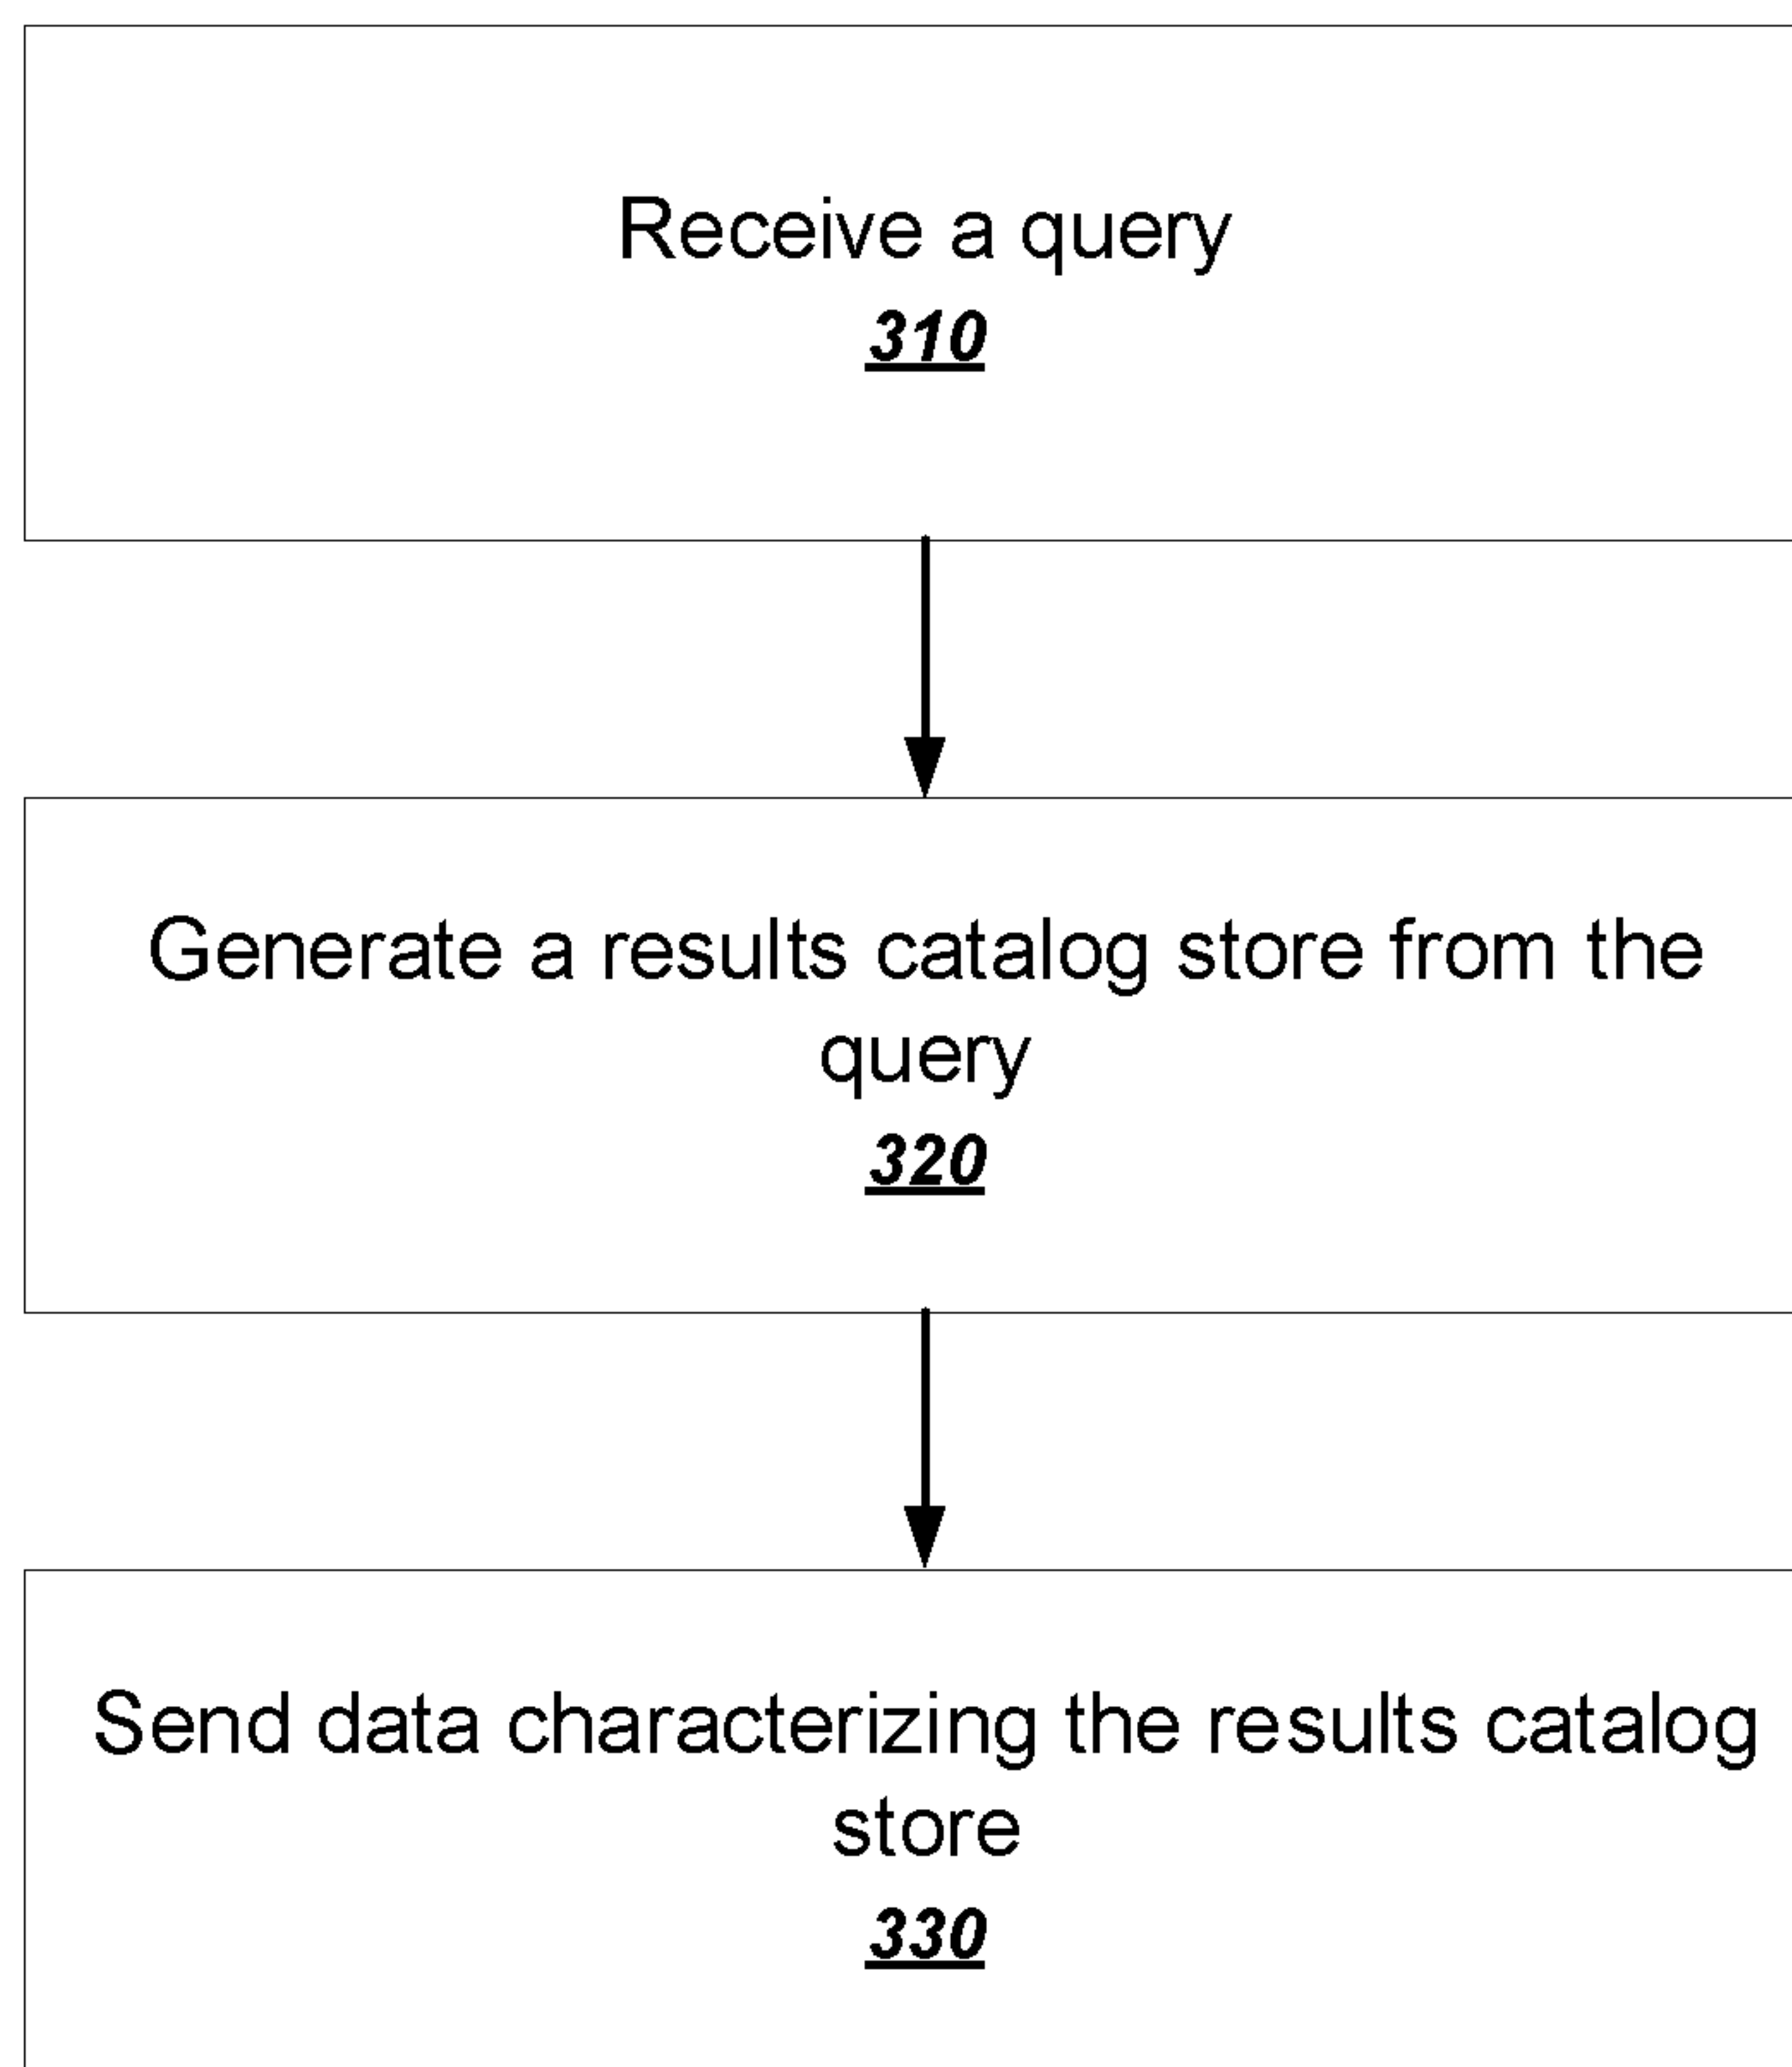 Receive a query
310
Generate a results catalog store from the
query
320
Send data characterizing the results catalog
store
330